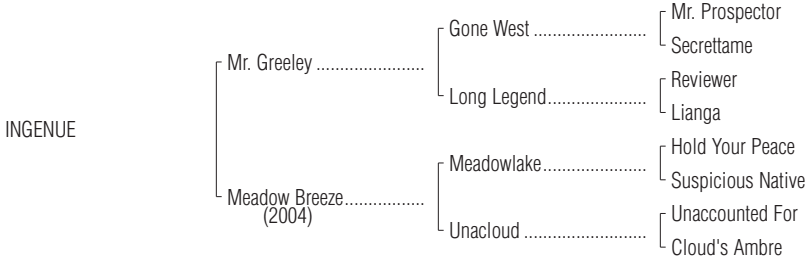 Mr. Prospector
Gone West ........................
Secrettame
Mr. Greeley .......................
Reviewer
Long Legend.....................
Lianga
INGENUE
Hold Your Peace
Meadowlake......................
Suspicious Native
Meadow Breeze.................
(2004)
Unaccounted For
Unacloud ..........................
Cloud's Ambre